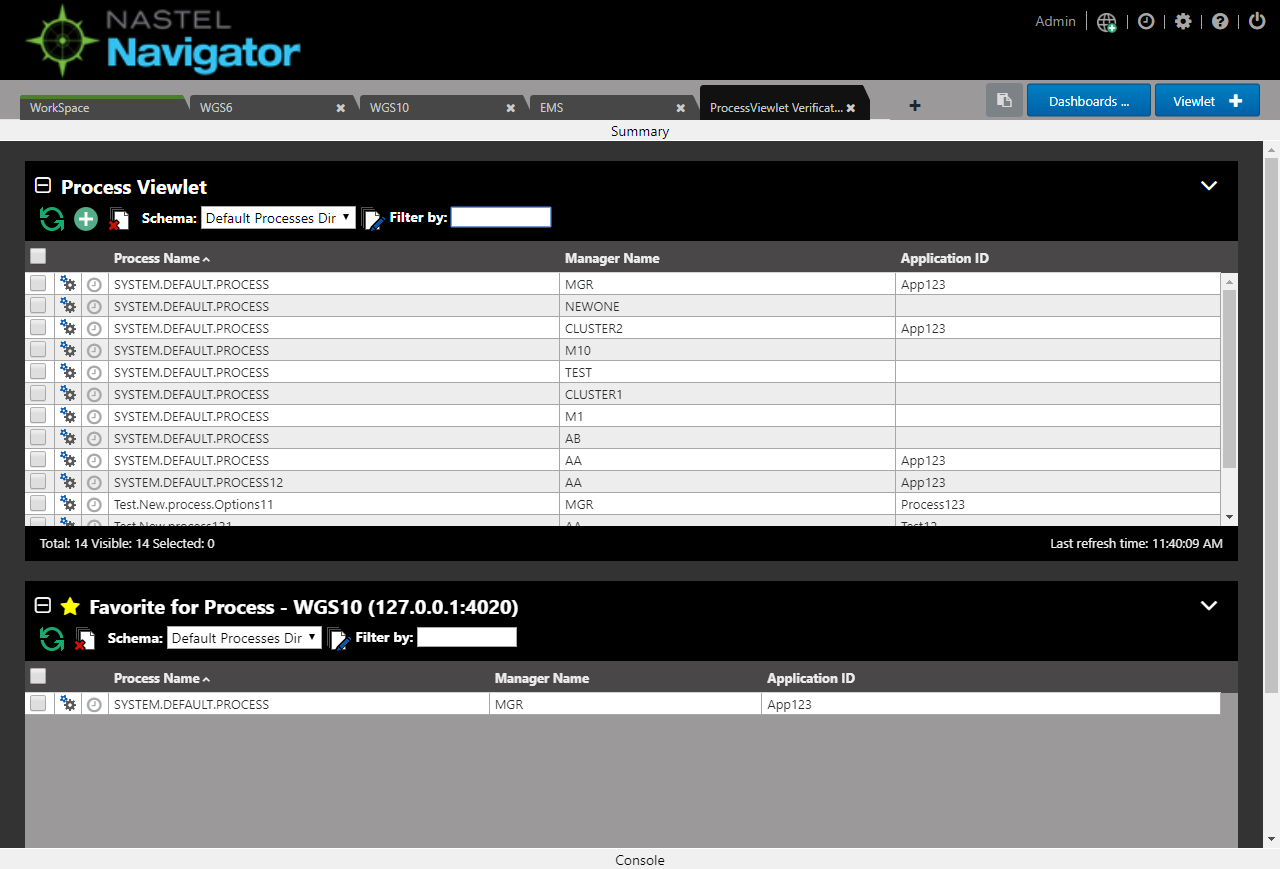 NASTEL
Navigator
Admin
WorkSpace
WGS6
WGS10
EMS
ProcessViewlet Verificat...
Dashboards ...
Viewlet
Summary
Process Viewlet
Schema: Default Processes Dir Filter by:
Process Name Manager Name Application ID
SYSTEM.DEFAULT.PROCESS MGR App123
SYSTEM.DEFAULT.PROCESS NEWONE
SYSTEM.DEFAULT.PROCESS CLUSTER2 App123
SYSTEM.DEFAULT.PROCESS M10
SYSTEM.DEFAULT.PROCESS TEST
SYSTEM.DEFAULT.PROCESS CLUSTER1
SYSTEM.DEFAULT.PROCESS M1
SYSTEM.DEFAULT.PROCESS AB
SYSTEM.DEFAULT.PROCESS AA App123
SYSTEM.DEFAULT.PROCESS12 AA App123
Test.New.process.Options11 MGR Process123
Test.New.process121 AA Test12
Total: 14 Visible: 14 Selected: 0 Last refresh time: 11:40:09 AM
Favorite for Process - WGS10 (127.0.0.1:4020)
Schema: Default Processes Dir Filter by:
Process Name Manager Name Application ID
SYSTEM.DEFAULT.PROCESS MGR App123
Console